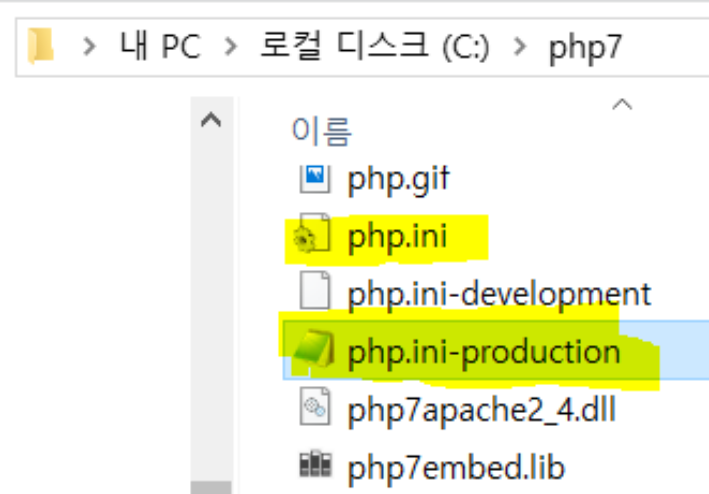 > 내 PC > 로컬 디스크 (C:) > php7
이름
php.gif
php.ini
php.ini-development
php.ini-production
php7apache2_4.dll
php7embed.lib